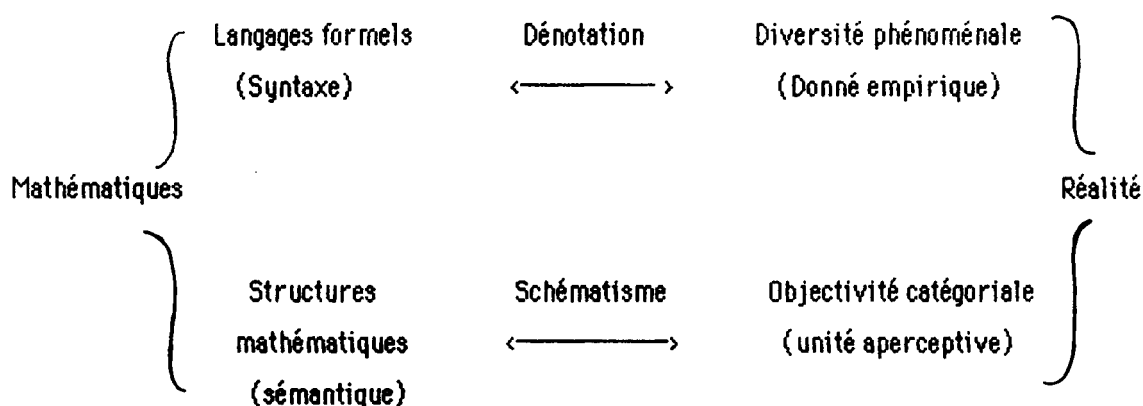 Langages formels Dénotation Diversité phénoménale
(Syntaxe) <-> (Donné empirique)
Mathématiques Réalité
Structures Schématisme Objectivité catégoriale
mathématiques <-> (unité aperceptive)
(sémantique)